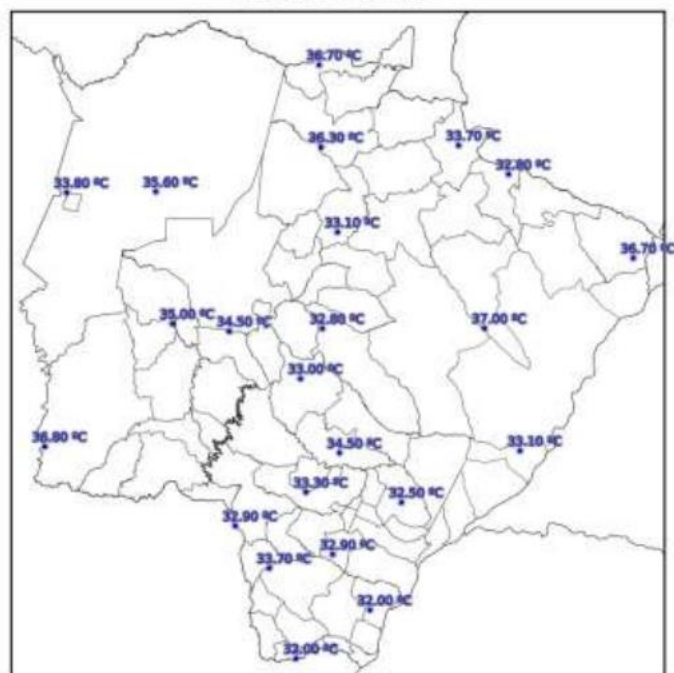 36.70 ºC
36.30 ºC
33.70 ºC
32.80 ºC
33.80 ºC
35.60 ºC
33.10 ºC
36.70 ºC
35.00 ºC
34.50 ºC
32.80 ºC
37.00 ºC
33.00 ºC
36.80 ºC
34.50 ºC
33.10 ºC
33.30 ºC
32.50 ºC
32.90 ºC
32.90 ºC
33.70 ºC
32.00 ºC
32.00 ºC